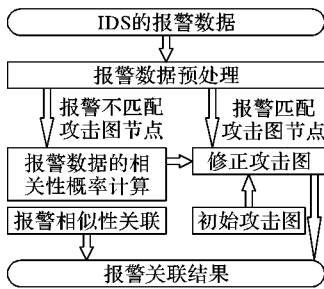 IDS的报警数据
报警数据预处理
报警不匹配
攻击图节点
报警匹配
攻击图节点
报警数据的相
关性概率计算
修正攻击图
报警相似性关联
初始攻击图
报警关联结果